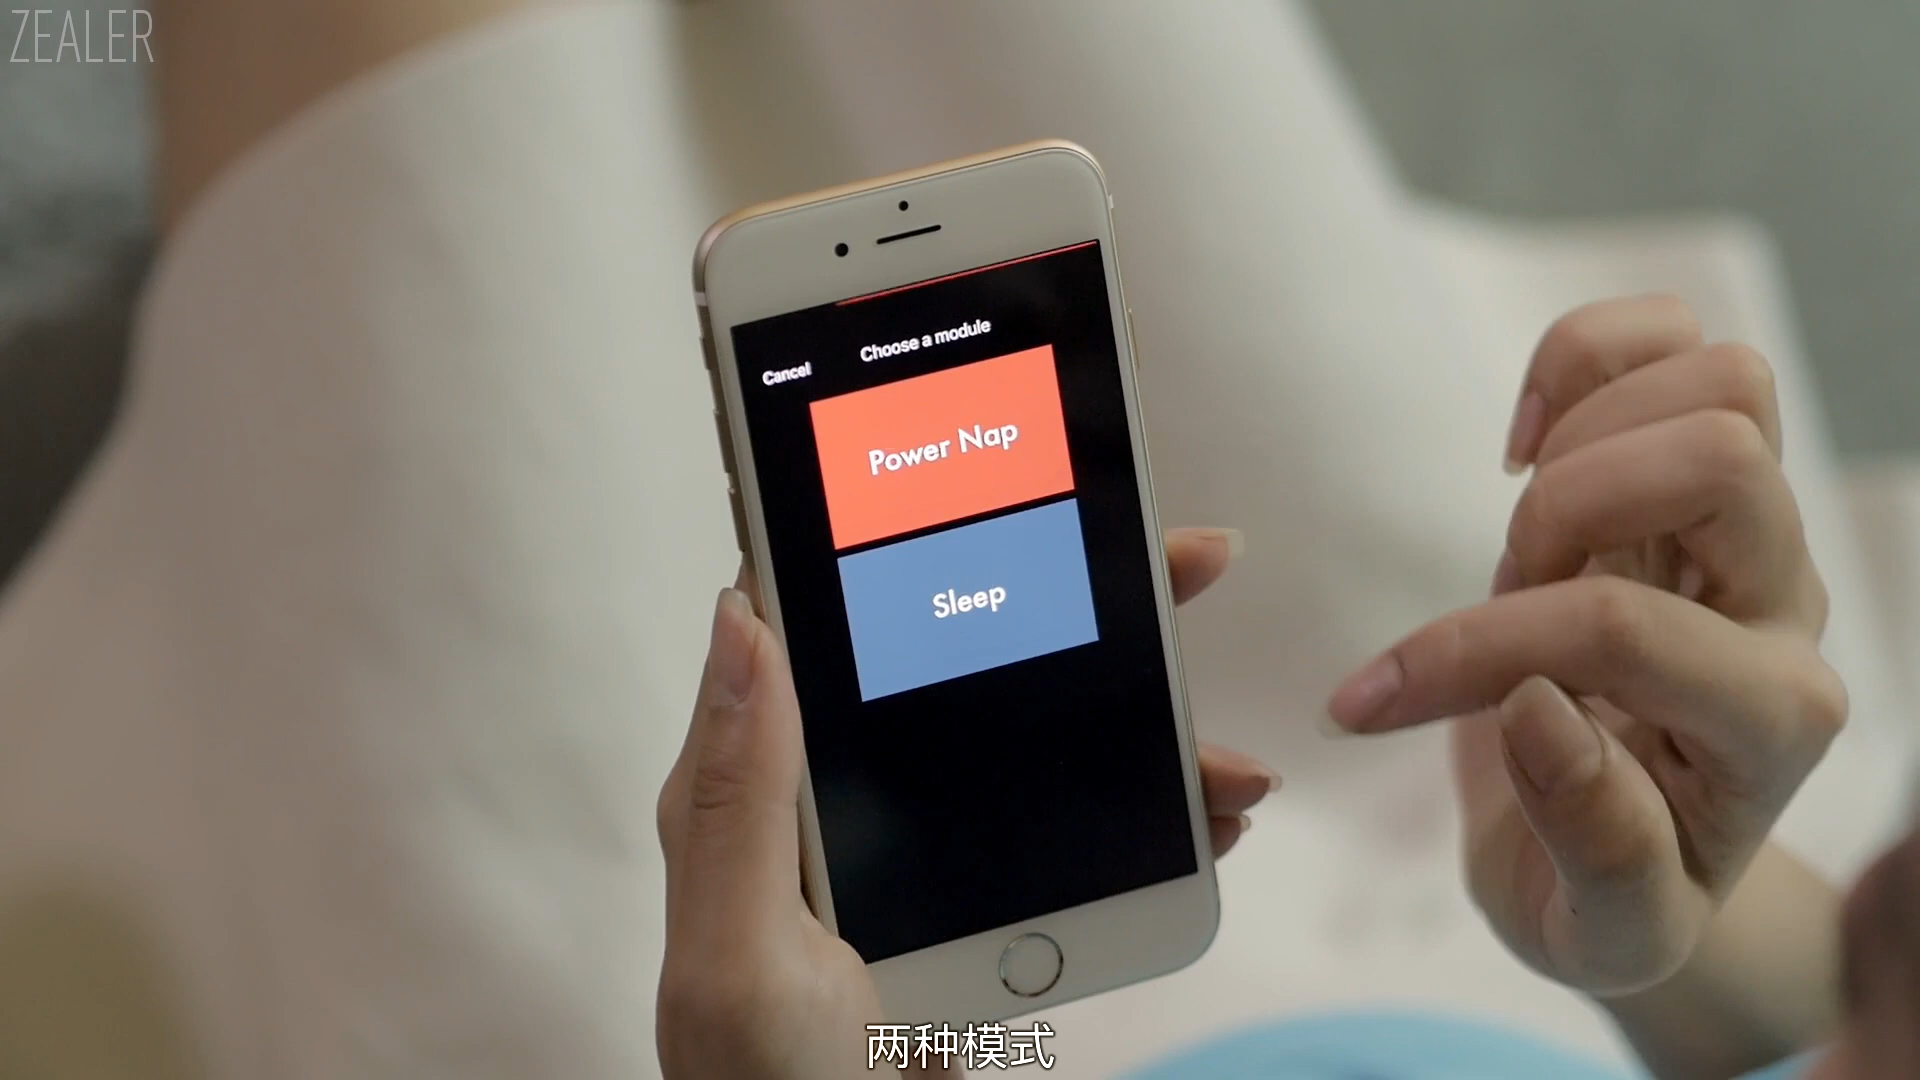 ZEALER
Choose a module
Cancel
Power Nap
Sleep
两种模式